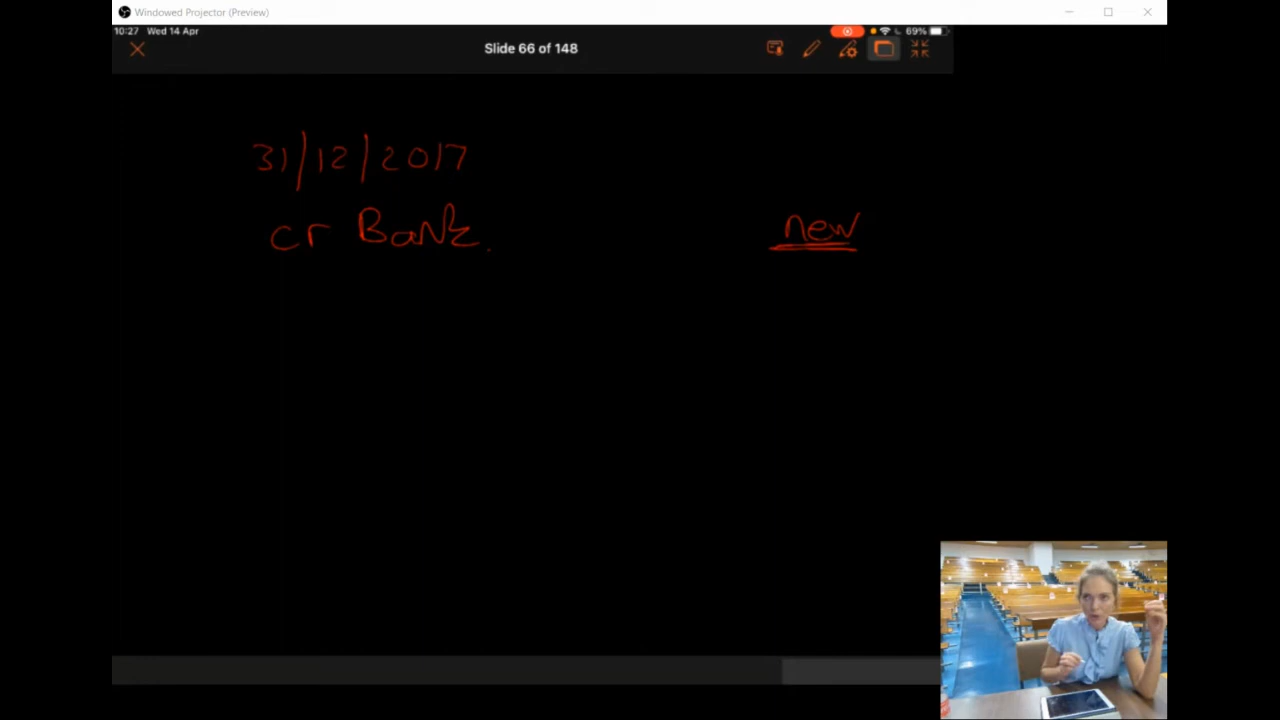 Windowed Projector (Preview)
10:27 Wed 14 Apr
69%
Slide 66 of 148
31/12/2017
cr Bank.
new